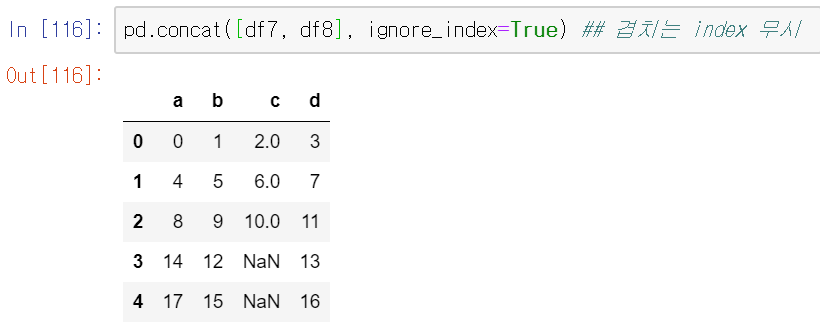 In [116]: pd.concat([df7, df8], ignore_index=True) ## 겹치는 index 무시
Out[116]:
a b c d
0 0 1 2.0 3
1 4 5 6.0 7
2 8 9 10.0 11
3 14 12 NaN 13
4 17 15 NaN 16